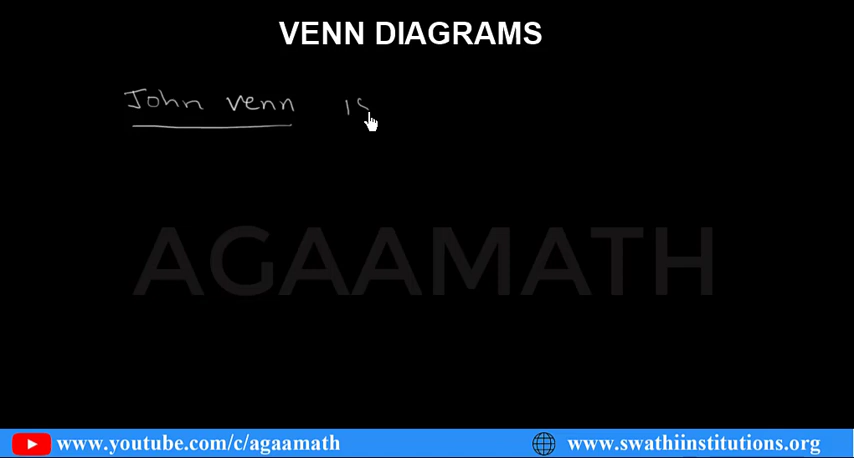 VENN DIAGRAMS
John Venn
AGAAMATH
www.youtube.com/c/agaamath
www.swathiinstitutions.org